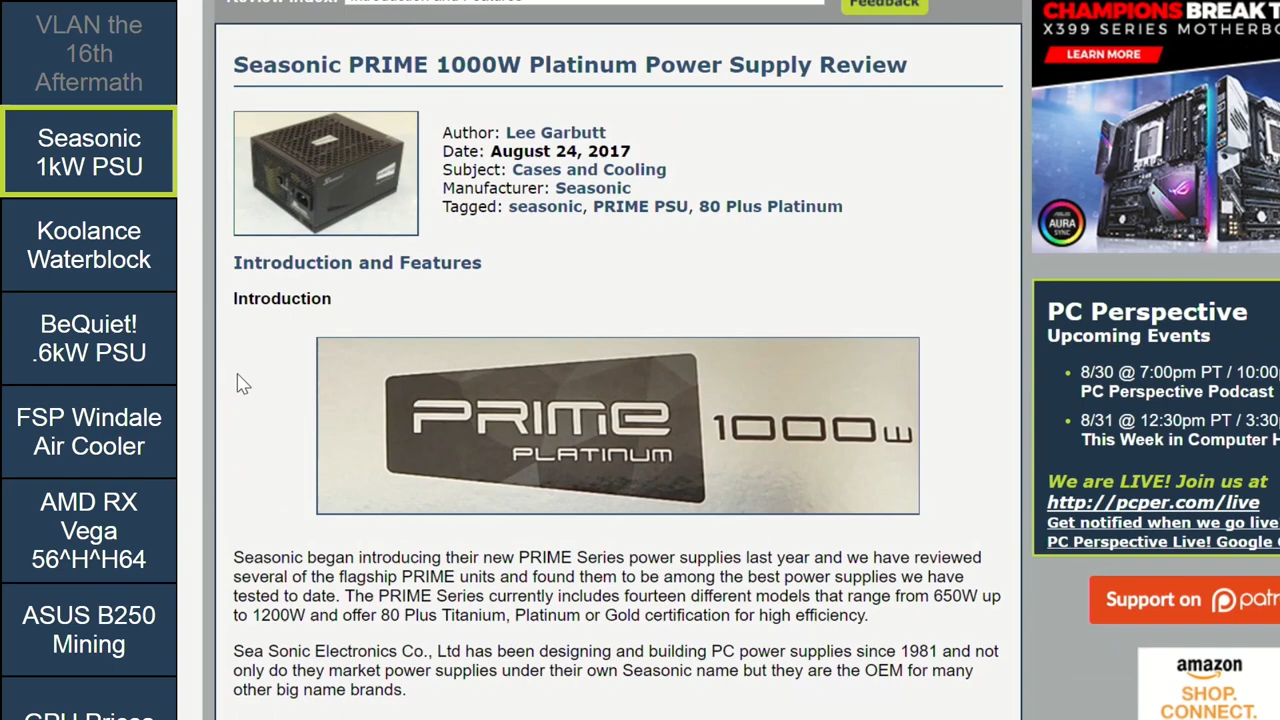 VLAN the
16th
Aftermath
Seasonic
1kW PSU
Koolance
Waterblock
BeQuiet!
.6kW PSU
FSP Windale
Air Cooler
AMD RX
Vega
56^H^H64
ASUS B250
Mining
GPU Prices
Introduction and Features
Feedback
Seasonic PRIME 1000W Platinum Power Supply Review
Author: Lee Garbutt
Date: August 24, 2017
Subject: Cases and Cooling
Manufacturer: Seasonic
Tagged: seasonic, PRIME PSU, 80 Plus Platinum
Introduction and Features
Introduction
PRIME
PLATINUM
1000W
Seasonic began introducing their new PRIME Series power supplies last year and we have reviewed
several of the flagship PRIME units and found them to be among the best power supplies we have
tested to date. The PRIME Series currently includes fourteen different models that range from 650W up
to 1200W and offer 80 Plus Titanium, Platinum or Gold certification for high efficiency.
Sea Sonic Electronics Co., Ltd has been designing and building PC power supplies since 1981 and not
only do they market power supplies under their own Seasonic name but they are the OEM for many
other big name brands.
CHAMPIONS BREAK T
X399 SERIES MOTHERBO
LEARN MORE
ASUS
AURA
SYNC
PC Perspective
Upcoming Events
• 8/30 @ 7:00pm PT / 10:00p
PC Perspective Podcast
• 8/31 @ 12:30pm PT / 3:30p
This Week in Computer H
We are LIVE! Join us at
http://pcper.com/live
Get notified when we go live
PC Perspective Live! Google C
Support on patr
amazon
SHOP.
CONNECT.